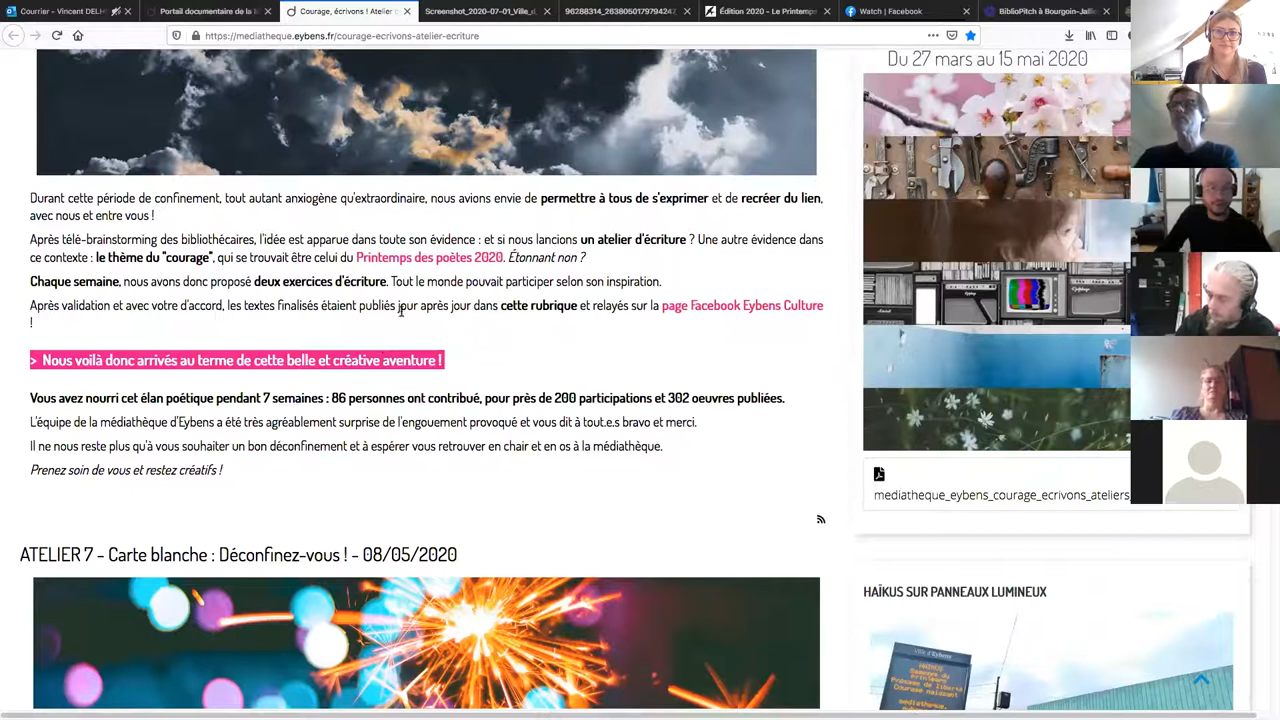 Courrier – Vincent DELH
Portail documentaire de la
Courage, écrivons ! Atelier
Screenshot_2020-07-01_Ville_d
96288314_2638050179794247
Édition 2020 - Le Printemps
Watch | Facebook
BiblioPitch à Bourgoin-Jallie
https://mediatheque.eybens.fr/courage-ecrivons-atelier-ecriture
Durant cette période de confinement, tout autant anxiogène qu'extraordinaire, nous avions envie de permettre à tous de s'exprimer et de recréer du lien,
avec nous et entre vous !
Après télé-brainstorming des bibliothécaires, l'idée est apparue dans toute son évidence : et si nous lancions un atelier d'écriture ? Une autre évidence dans
ce contexte : le thème du "courage", qui se trouvait être celui du Printemps des poètes 2020. Étonnant non ?
Chaque semaine, nous avons donc proposé deux exercices d'écriture. Tout le monde pouvait participer selon son inspiration.
Après validation et avec votre d'accord, les textes finalisés étaient publiés jour après jour dans cette rubrique et relayés sur la page Facebook Eybens Culture
!
> Nous voilà donc arrivés au terme de cette belle et créative aventure !
Vous avez nourri cet élan poétique pendant 7 semaines : 86 personnes ont contribué, pour près de 200 participations et 302 oeuvres publiées.
L'équipe de la médiathèque d'Eybens a été très agréablement surprise de l'engouement provoqué et vous dit à tout.e.s bravo et merci.
Il ne nous reste plus qu'à vous souhaiter un bon déconfinement et à espérer vous retrouver en chair et en os à la médiathèque.
Prenez soin de vous et restez créatifs !
ATELIER 7 - Carte blanche : Déconfinez-vous ! - 08/05/2020
Du 27 mars au 15 mai 2020
mediatheque_eybens_courage_ecrivons_ateliers_
HAÏKUS SUR PANNEAUX LUMINEUX
Ville d'Eybens